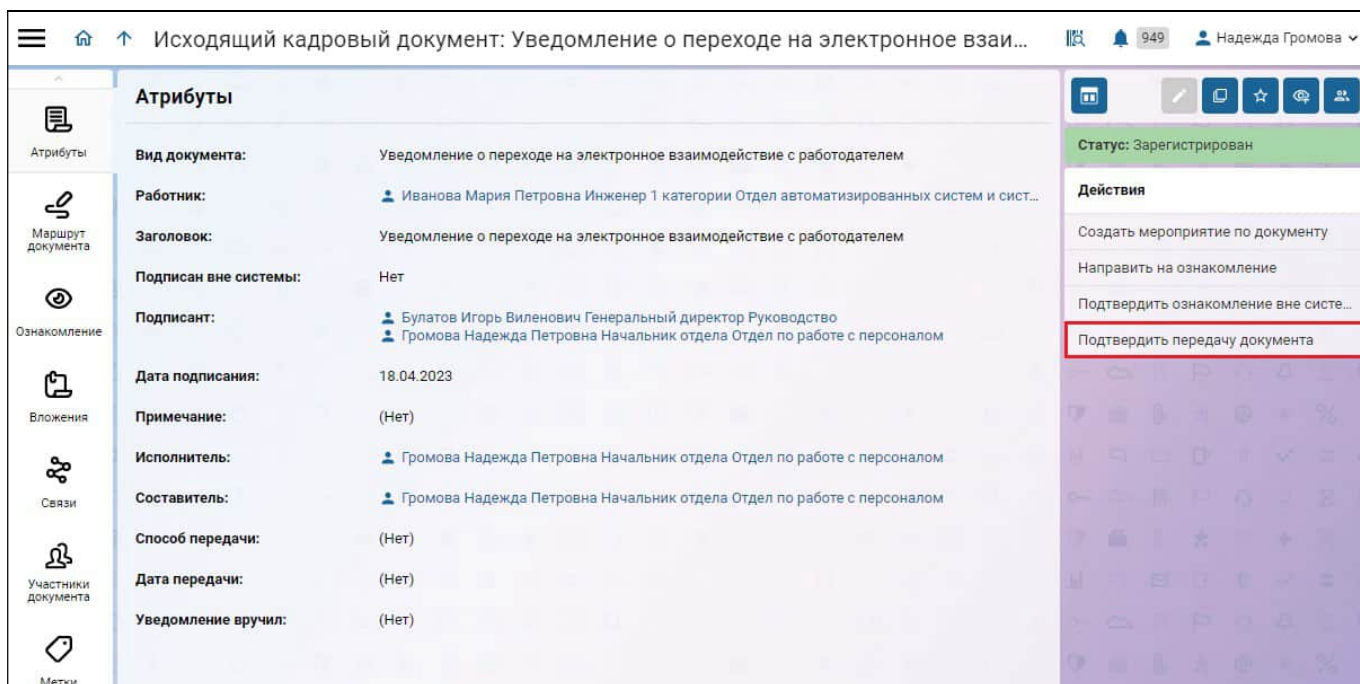 Исходящий кадровый документ: Уведомление о переходе на электронное взаи...
949
Надежда Громова
Атрибуты
Маршрут
документа
Ознакомление
Вложения
Связи
Участники
документа
Метки
Атрибуты
Вид документа: Уведомление о переходе на электронное взаимодействие с работодателем
Работник: Иванова Мария Петровна Инженер 1 категории Отдел автоматизированных систем и сист...
Заголовок: Уведомление о переходе на электронное взаимодействие с работодателем
Подписан вне системы: Нет
Подписант: Булатов Игорь Виленович Генеральный директор Руководство
Громова Надежда Петровна Начальник отдела Отдел по работе с персоналом
Дата подписания: 18.04.2023
Примечание: (Нет)
Исполнитель: Громова Надежда Петровна Начальник отдела Отдел по работе с персоналом
Составитель: Громова Надежда Петровна Начальник отдела Отдел по работе с персоналом
Способ передачи: (Нет)
Дата передачи: (Нет)
Уведомление вручил: (Нет)
Статус: Зарегистрирован
Действия
Создать мероприятие по документу
Направить на ознакомление
Подтвердить ознакомление вне систе...
Подтвердить передачу документа